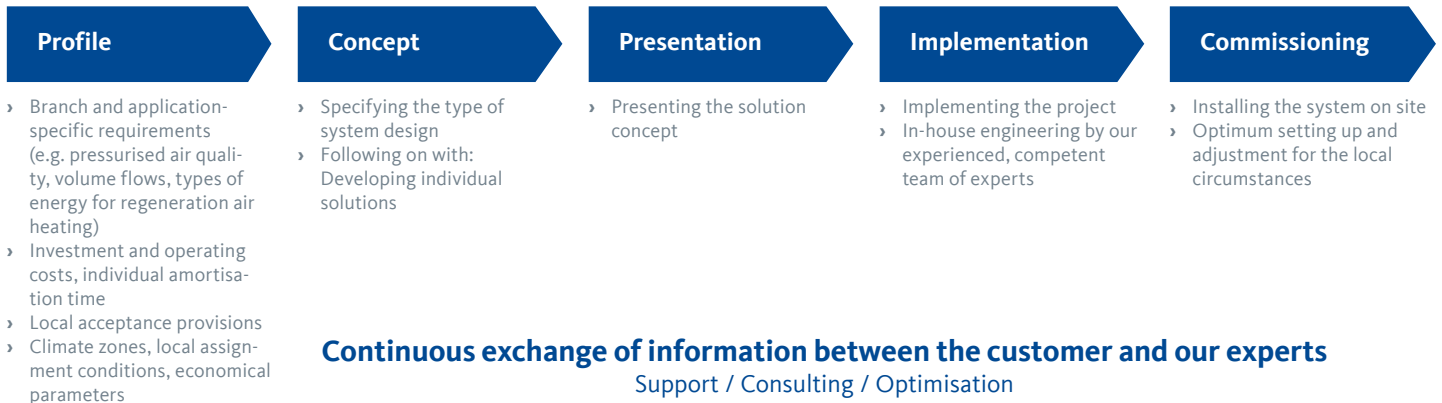 Profile
› Branch and application-
specific requirements
(e.g. pressurised air quali-
ty, volume flows, types of
energy for regeneration air
heating)
› Investment and operating
costs, individual amortisa-
tion time
› Local acceptance provisions
› Climate zones, local assign-
ment conditions, economical
parameters
Concept
› Specifying the type of
system design
› Following on with:
Developing individual
solutions
Presentation
› Presenting the solution
concept
Implementation
› Implementing the project
› In-house engineering by our
experienced, competent
team of experts
Commissioning
› Installing the system on site
› Optimum setting up and
adjustment for the local
circumstances
Continuous exchange of information between the customer and our experts
Support / Consulting / Optimisation